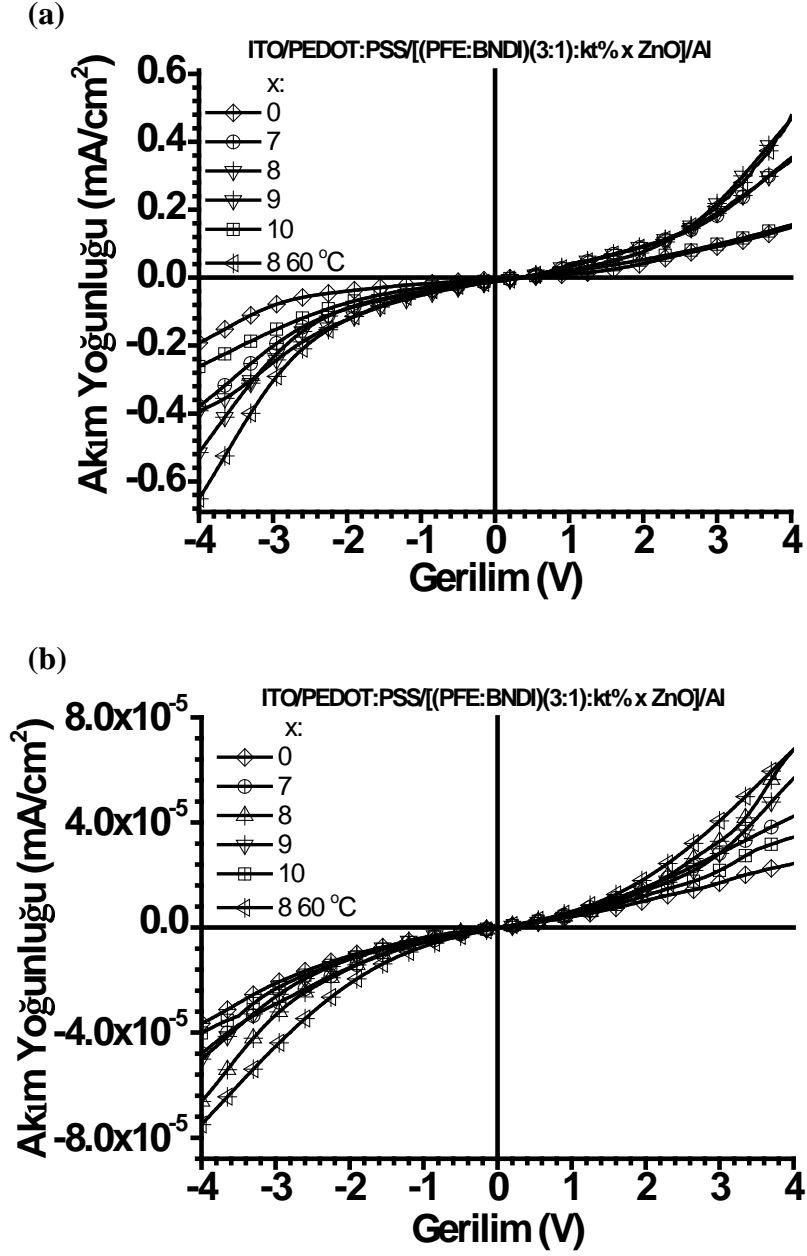 (a)
ITO/PEDOT:PSS/[(PFE:BNDI)(3:1):kt% x ZnO]/Al
x:
0
7
8
9
10
8 60 °C
0.6
0.4
0.2
0.0
-0.2
-0.4
-0.6
Akım Yoğunluğu (mA/cm²)
-4 -3 -2 -1 0 1 2 3 4
Gerilim (V)
(b)
ITO/PEDOT:PSS/[(PFE:BNDI)(3:1):kt% x ZnO]/Al
x:
0
7
8
9
10
8 60 °C
8.0x10⁻⁵
4.0x10⁻⁵
0.0
-4.0x10⁻⁵
-8.0x10⁻⁵
Akım Yoğunluğu (mA/cm²)
-4 -3 -2 -1 0 1 2 3 4
Gerilim (V)